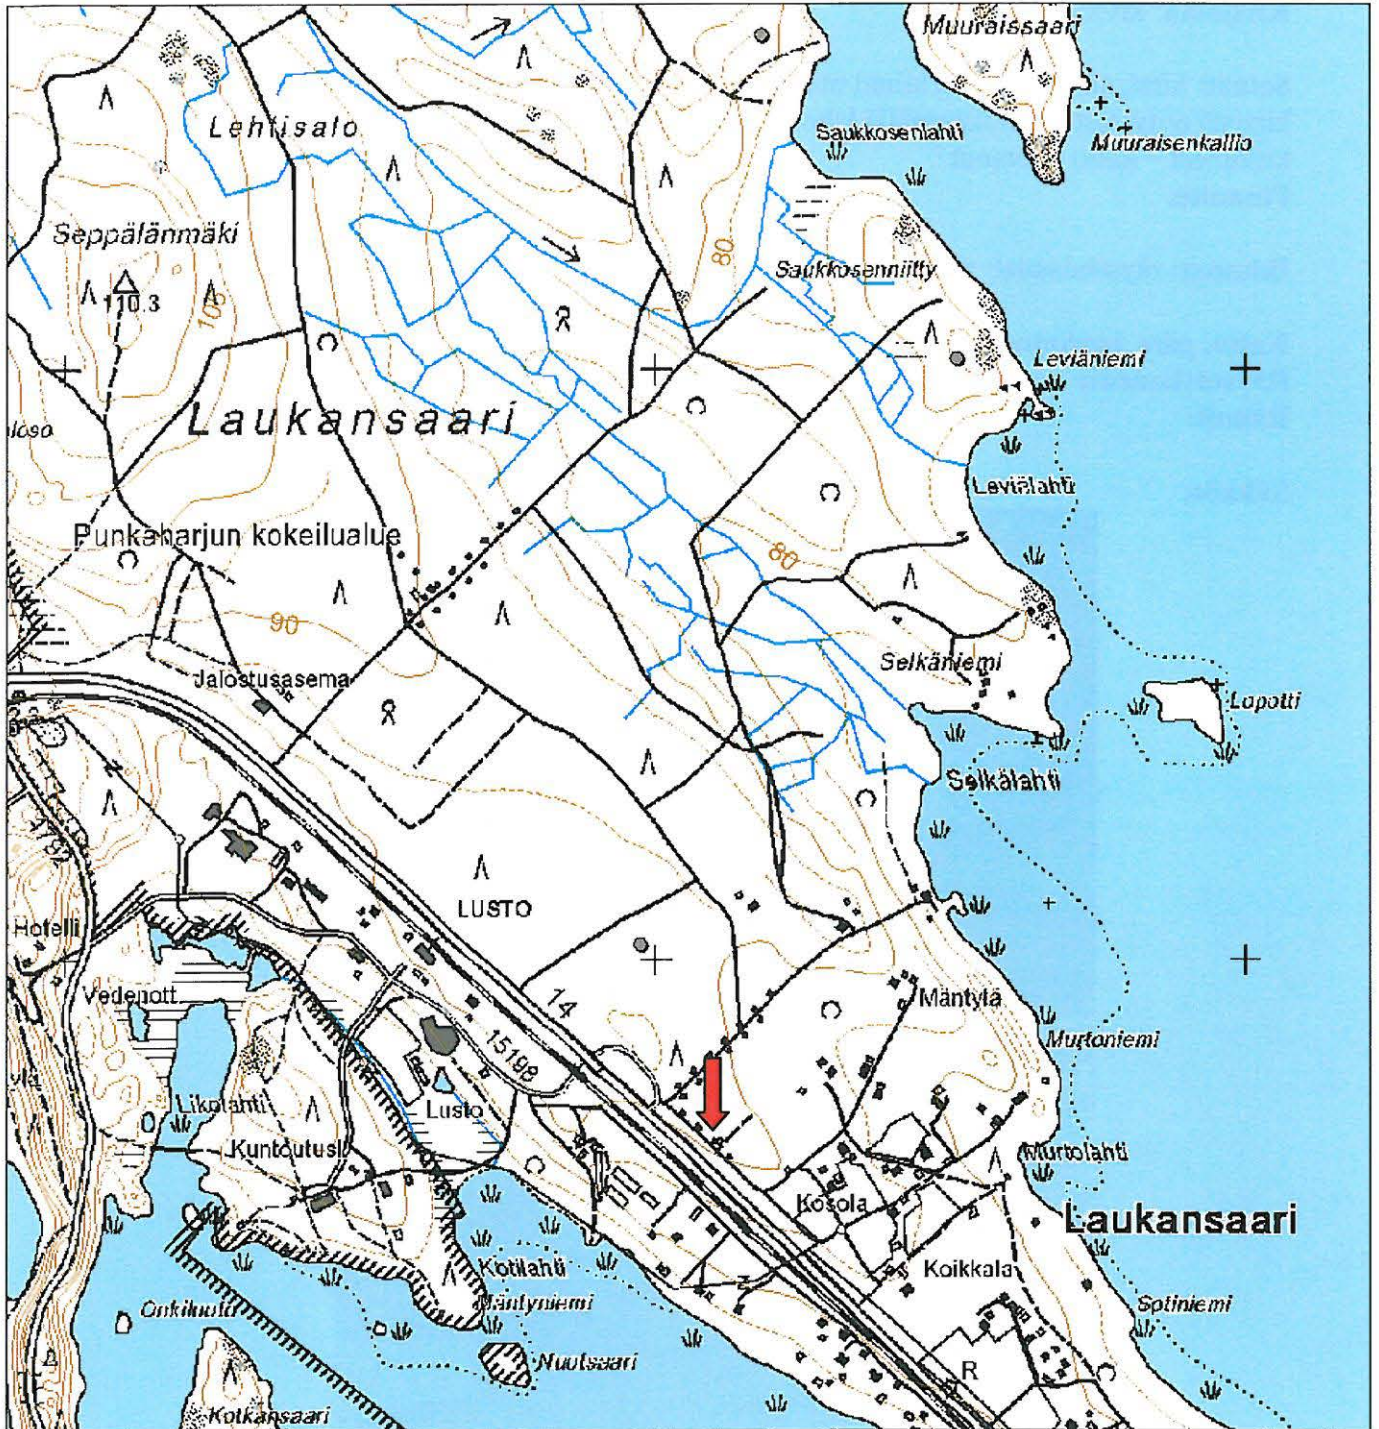 Muuraissaari
Lehtisalo
Saukkosenlahti
Muuraisenkallio
Seppälänmäki
80
Saukkosenniitty
110.3
Leviäniemi
Laukansaari
Leviälahti
Punkaharjun kokeilualue
80
90
Selkäniemi
Jalostusasema
Lopotti
Selkälahti
LUSTO
Hotelli
14
Mäntylä
15198
Murtoniemi
Likolahti
Lusto
Kuntoutusl
Murtolahti
Kosola
Laukansaari
Kotilahti
Koikkala
Mäntyniemi
Onkiluoto
Sotiniemi
Nuutsaari
R
Kotkansaari